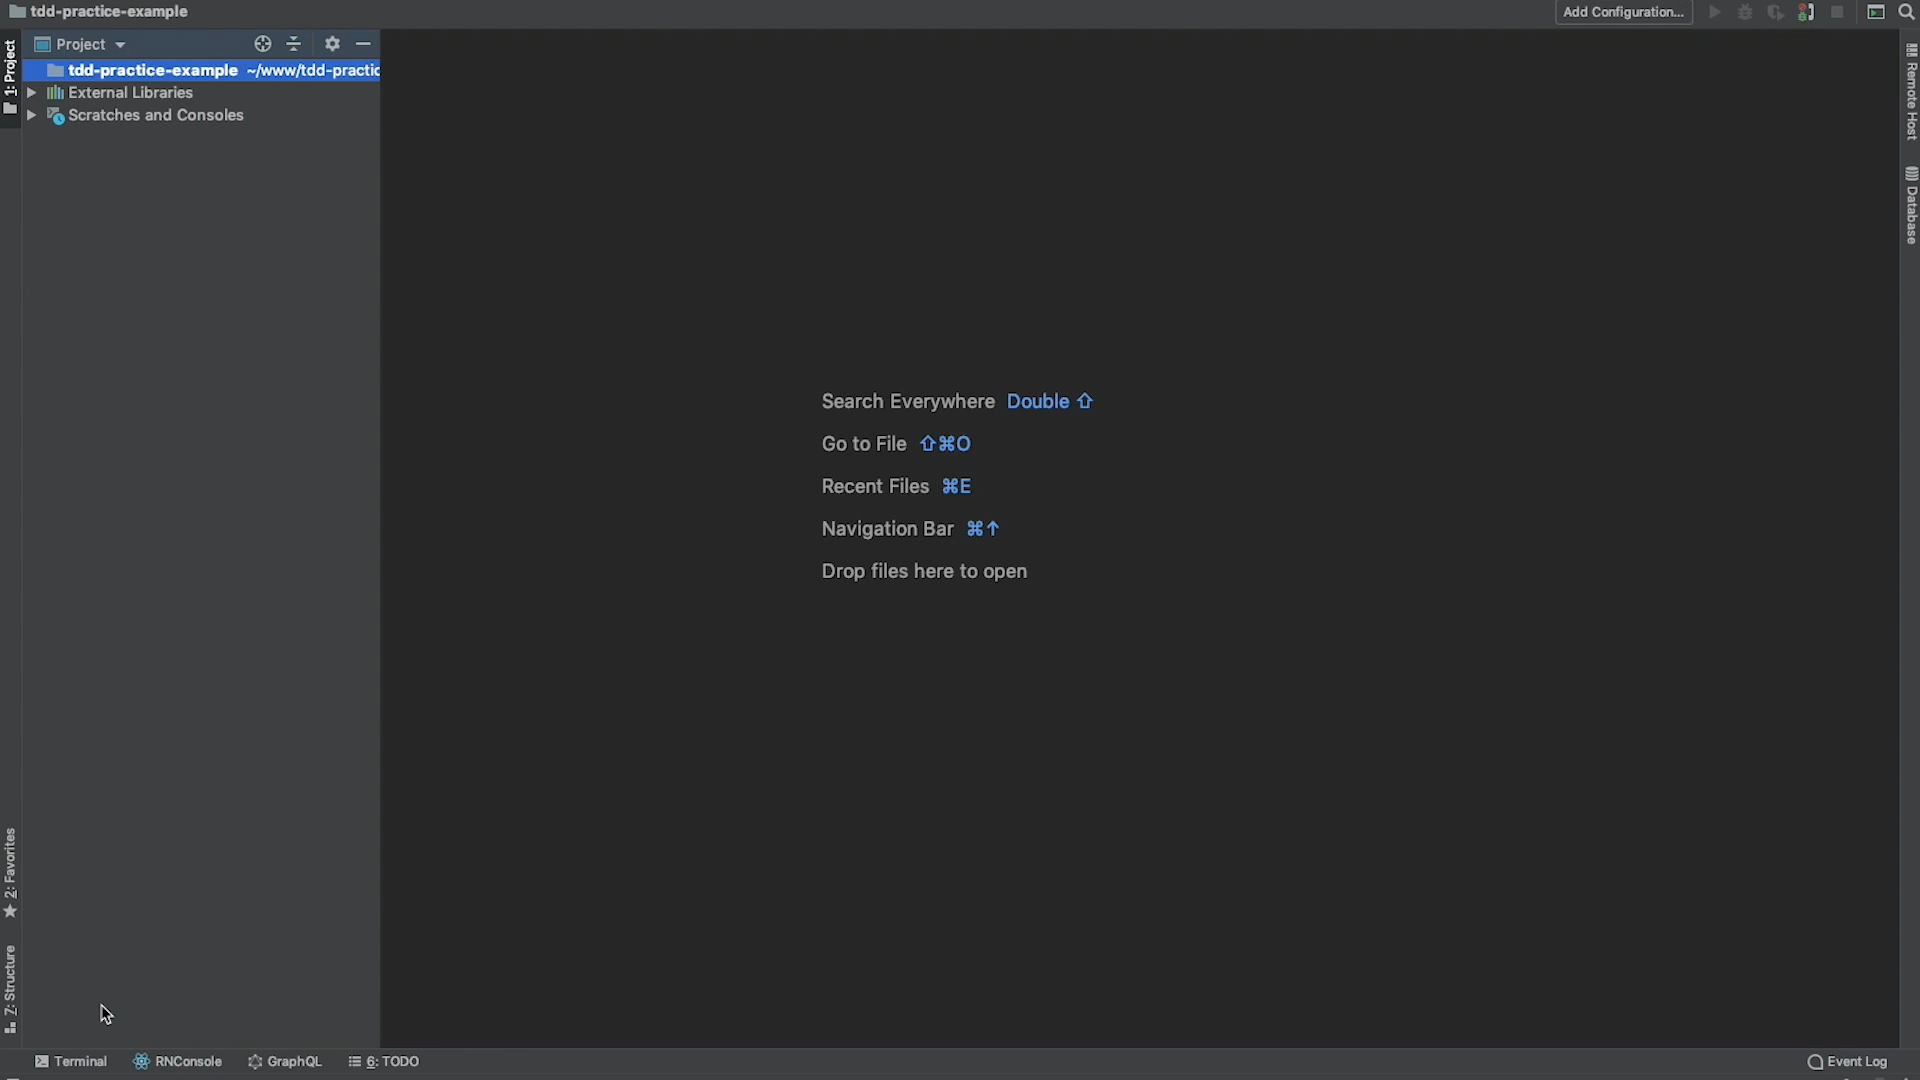 tdd-practice-example
Add Configuration...
1: Project
Project
tdd-practice-example ~/www/tdd-practic
External Libraries
Scratches and Consoles
Search Everywhere Double ⇧
Go to File ⇧⌘O
Recent Files ⌘E
Navigation Bar ⌘↑
Drop files here to open
Remote Host
Database
2: Favorites
Z: Structure
Terminal
RNConsole
GraphQL
6: TODO
Event Log